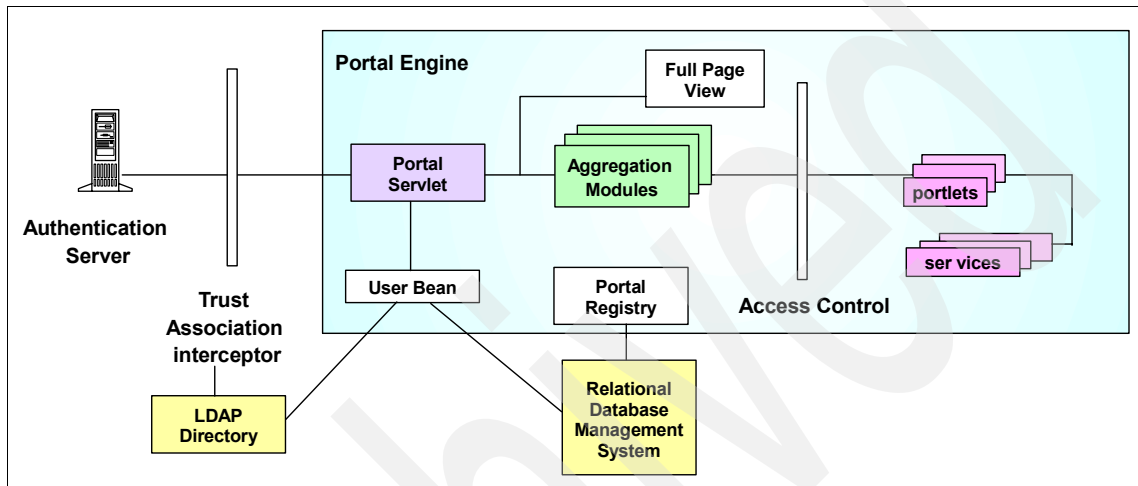 Portal Engine
Full Page
View
Portal
Servlet
Aggregation
Modules
portlets
Authentication
Server
ser vices
User Bean
Portal
Registry
Access Control
Trust
Association
interceptor
LDAP
Directory
Relational
Database
Management
System